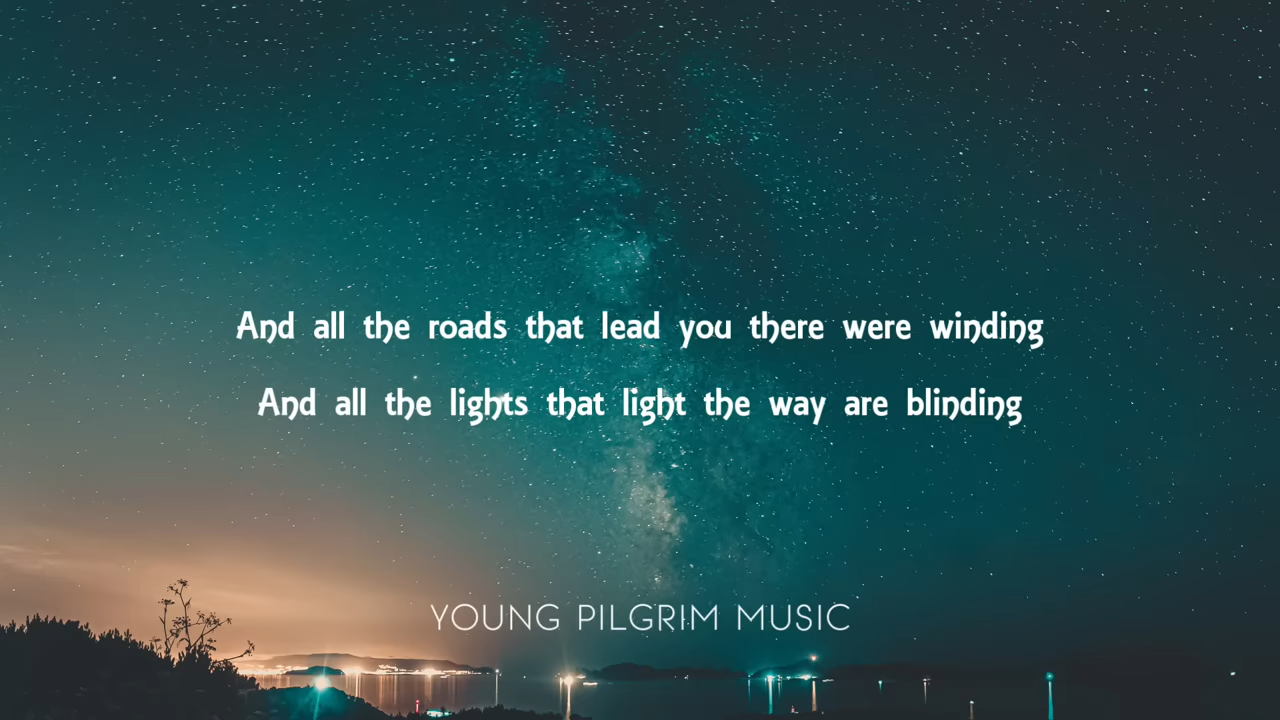 And all the roads that lead you there were winding
And all the lights that light the way are blinding
YOUNG PILGRIM MUSIC